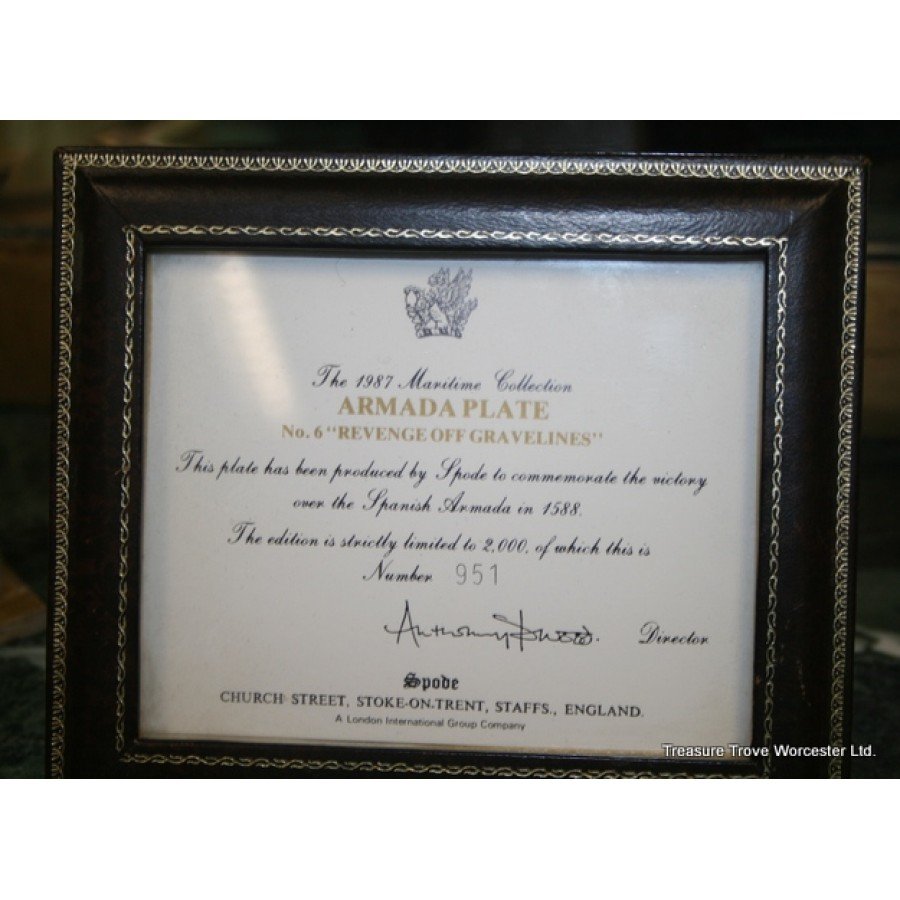 The 1987 Maritime Collection
ARMADA PLATE
No. 6 "REVENGE OFF GRAVELINES"
This plate has been produced by Spode to commemorate the victory
over the Spanish Armada in 1588.
The edition is strictly limited to 2,000, of which this is
Number 951
Director
Spode
CHURCH STREET, STOKE-ON-TRENT, STAFFS., ENGLAND.
A London International Group Company
Treasure Trove Worcester Ltd.